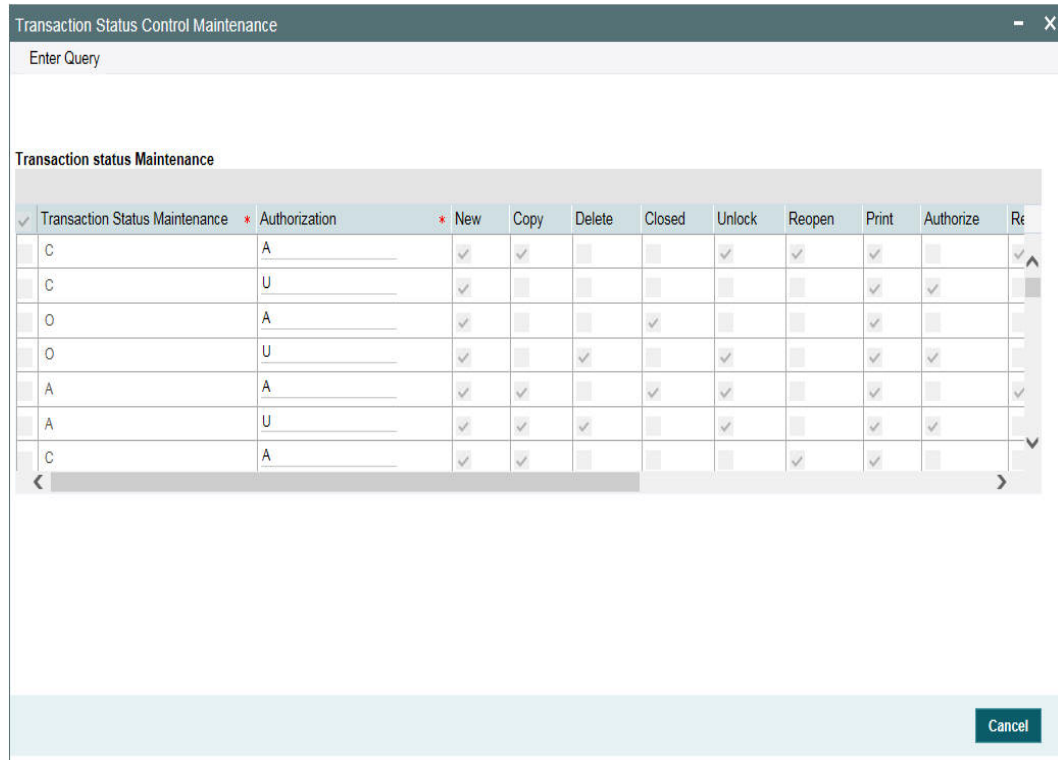 Transaction Status Control Maintenance
Enter Query
Transaction status Maintenance
Transaction Status Maintenance * Authorization * New Copy Delete Closed Unlock Reopen Print Authorize Re
C A
C U
O A
O U
A A
A U
C A
Cancel